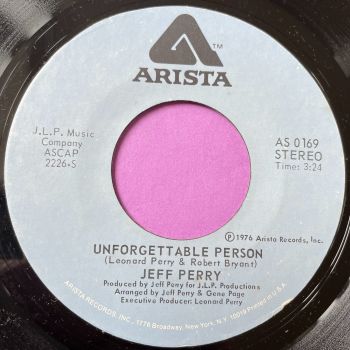 TM
ARISTA
J.L.P. Music
Company
ASCAP
2226-S
AS 0169
STEREO
Time: 3:24
Ⓟ1976 Arista Records, Inc.
UNFORGETTABLE PERSON
(Leonard Perry & Robert Bryant)
JEFF PERRY
Produced by Jeff Perry for J.L.P. Productions
Arranged by Jeff Perry & Gene Page
Executive Producer: Leonard Perry
ARISTA RECORDS, INC., 1776 Broadway, New York, N.Y. 10019 Printed in U.S.A.